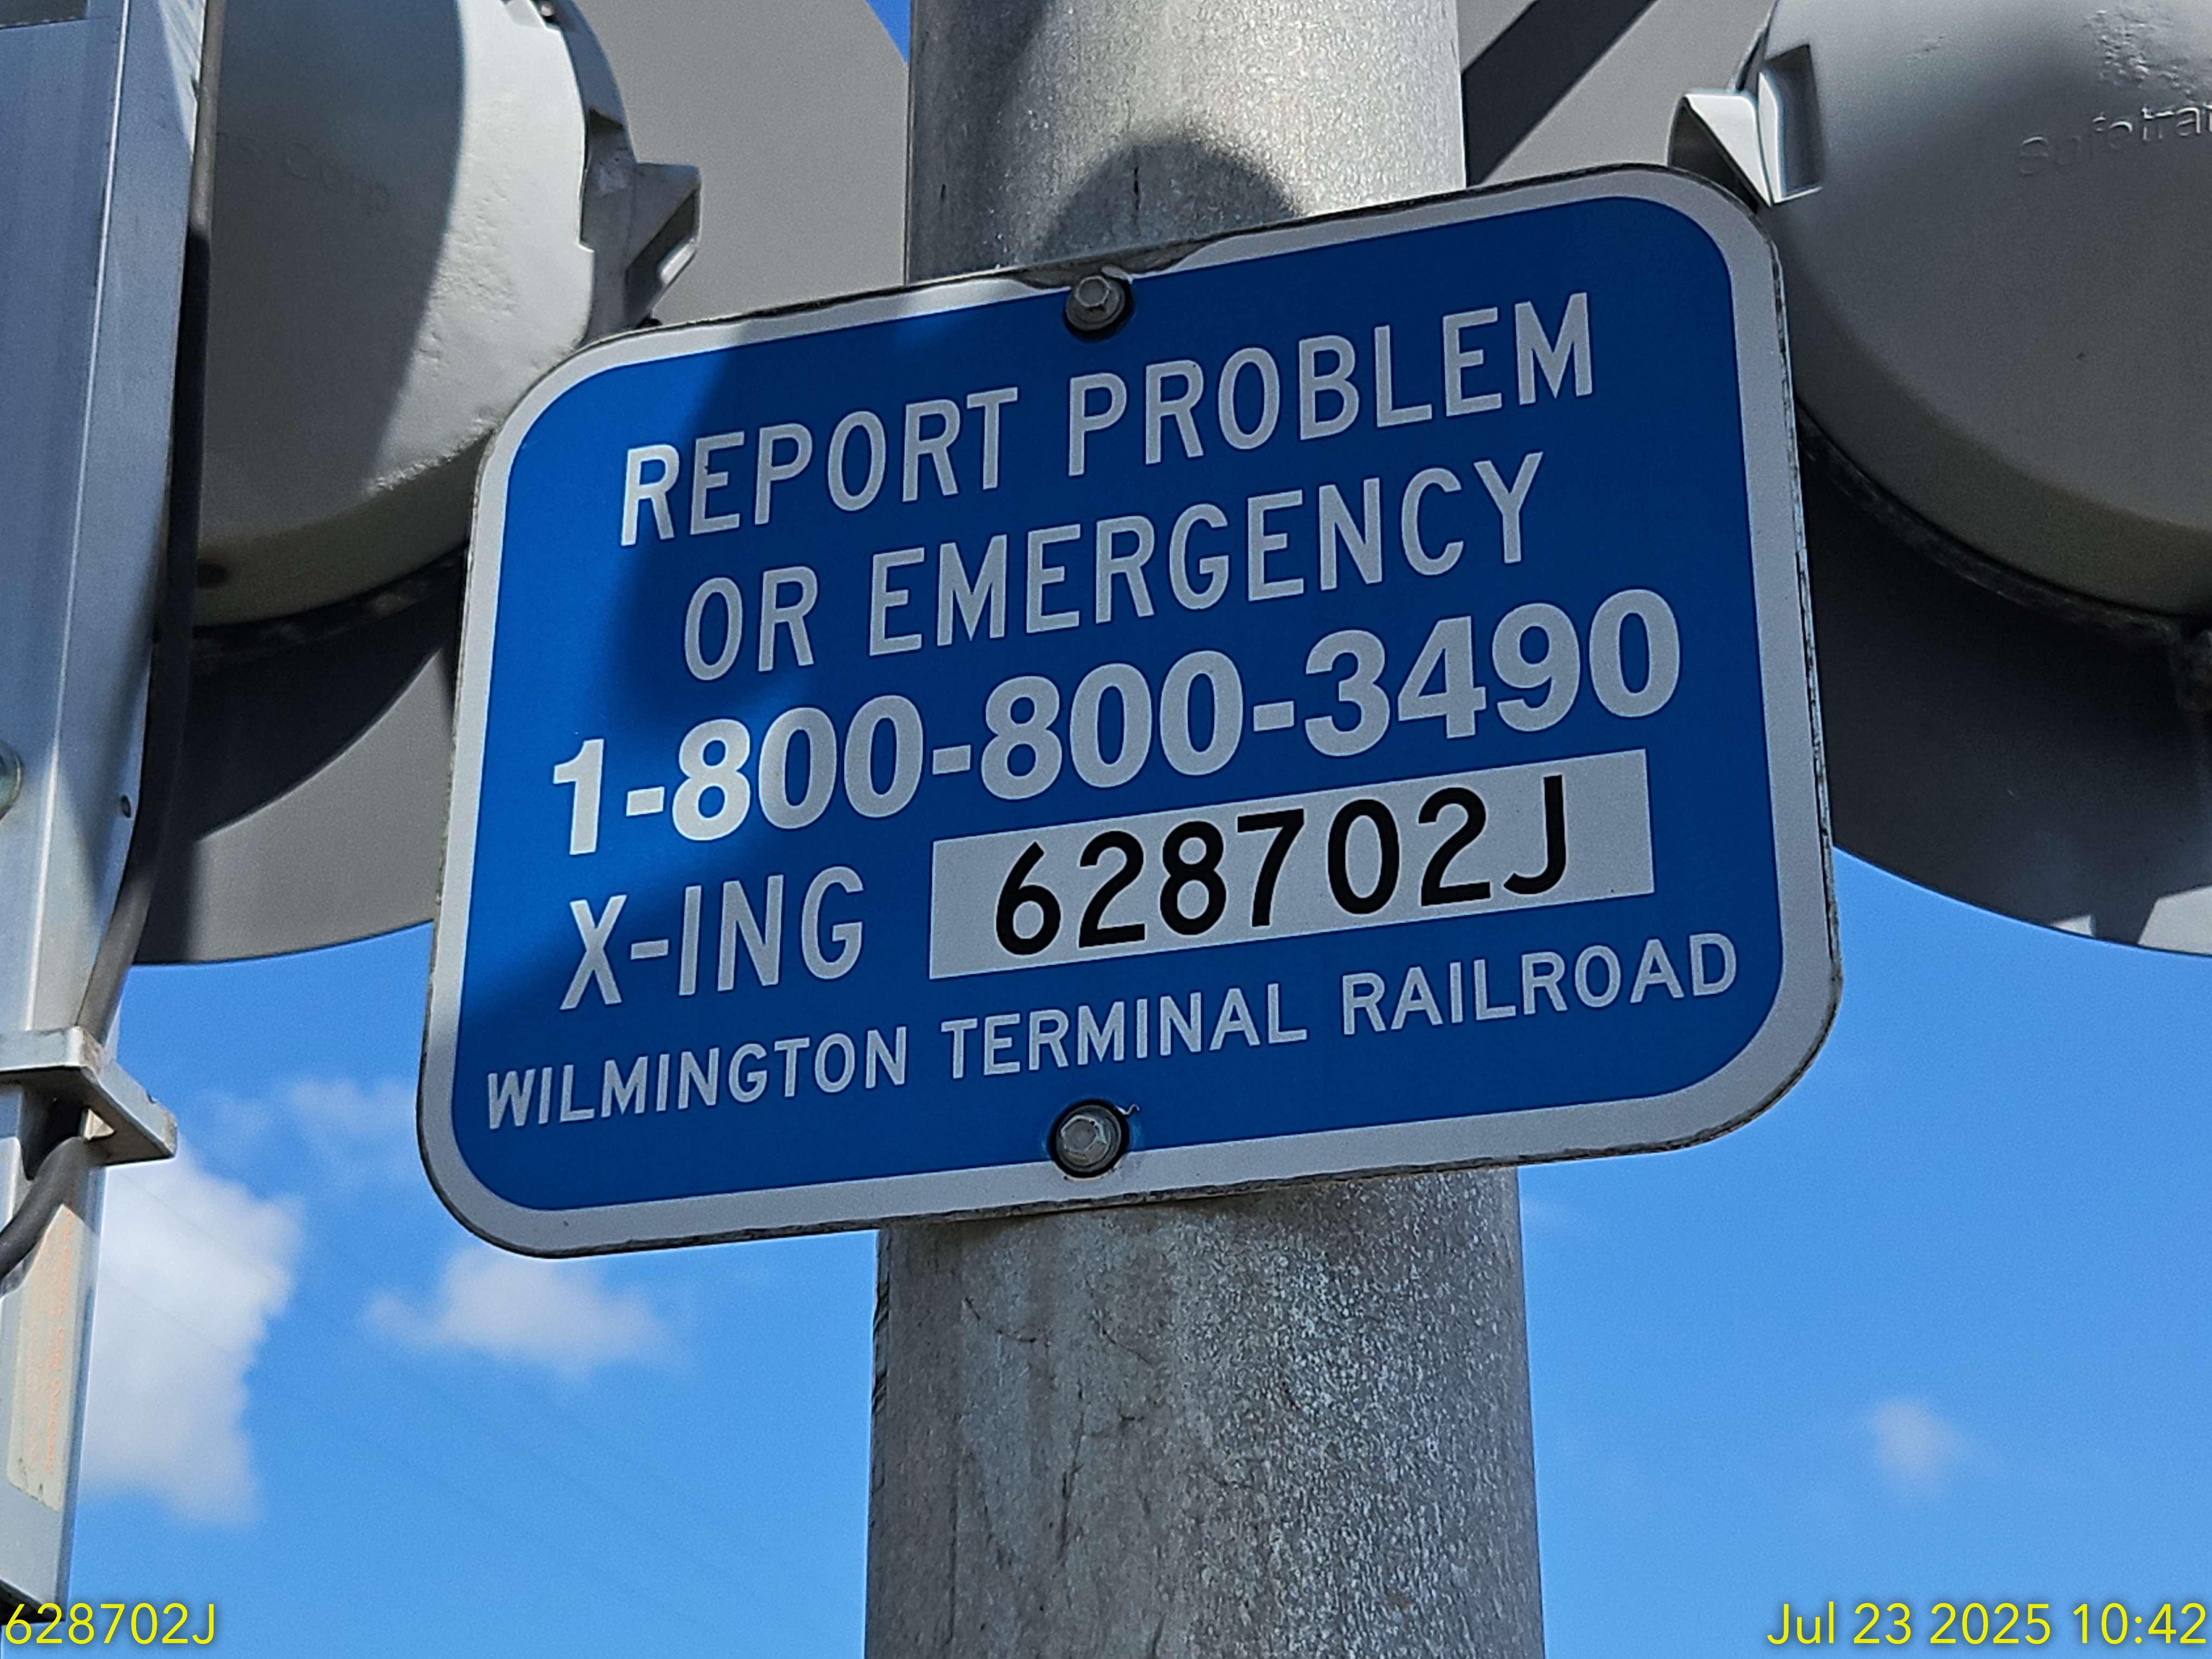 Safetran
REPORT PROBLEM
OR EMERGENCY
1-800-800-3490
X-ING 628702J
WILMINGTON TERMINAL RAILROAD
628702J
Jul 23 2025 10:42